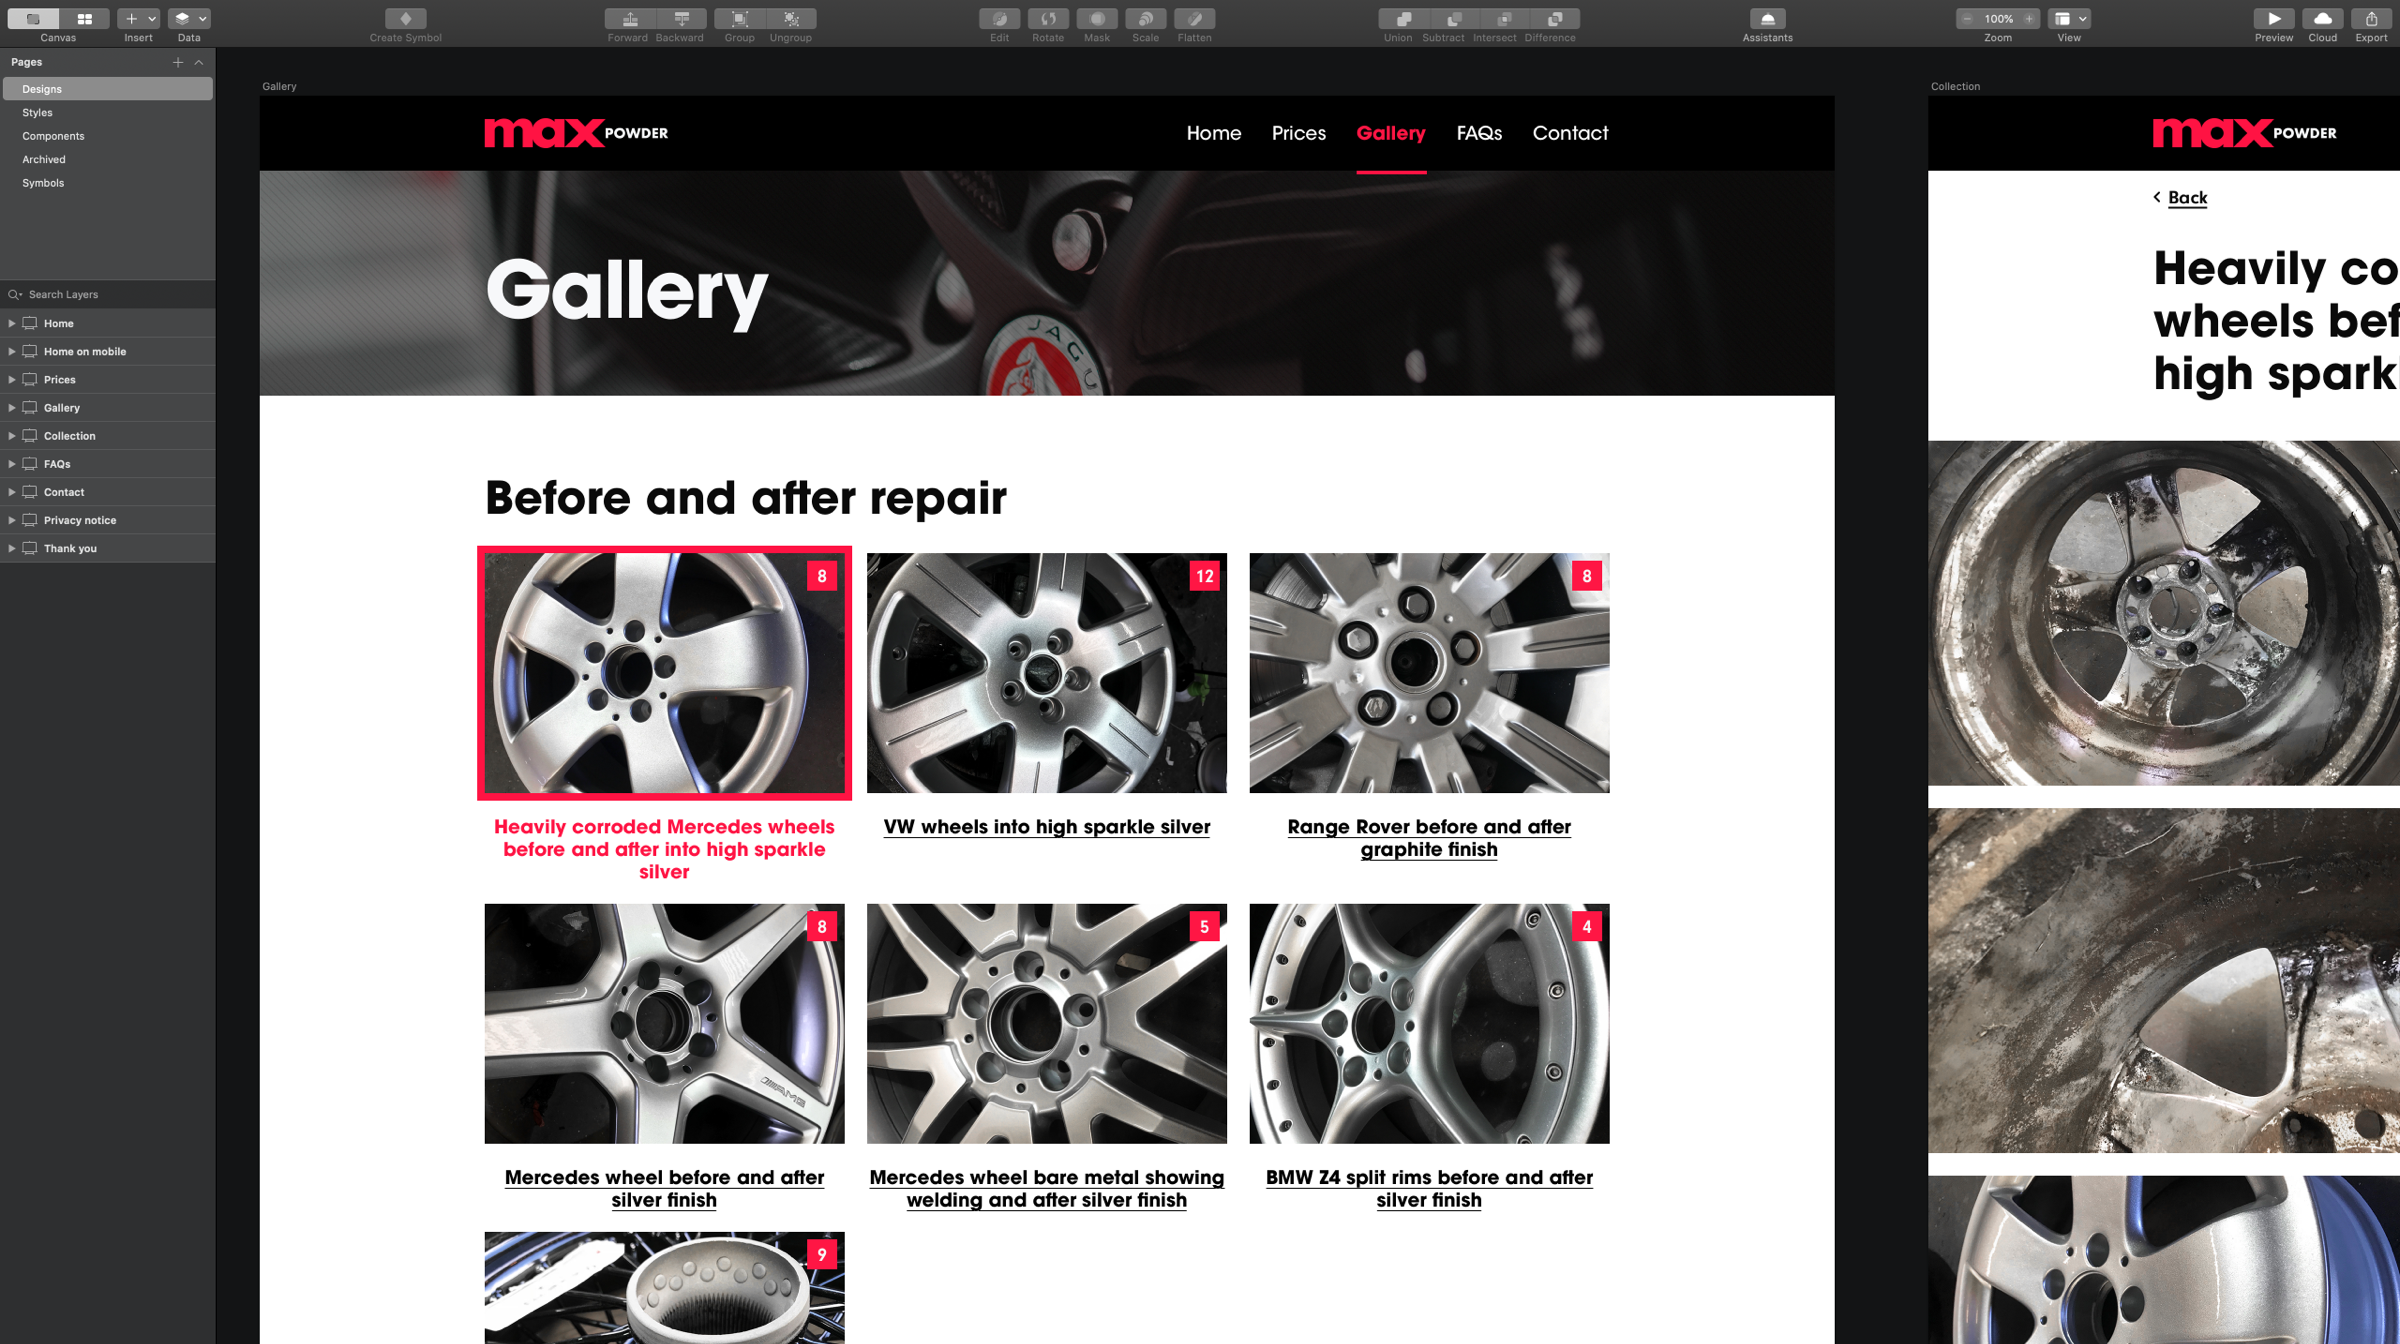 Canvas
Insert
Data
Create Symbol
Forward
Backward
Group
Ungroup
Edit
Rotate
Mask
Scale
Flatten
Union
Subtract
Intersect
Difference
Assistants
100%
Zoom
View
Preview
Cloud
Export
Pages
Designs
Styles
Components
Archived
Symbols
Search Layers
Home
Home on mobile
Prices
Gallery
Collection
FAQs
Contact
Privacy notice
Thank you
Gallery
max POWDER
Home
Prices
Gallery
FAQs
Contact
Gallery
JAGU
Before and after repair
8
12
8
Heavily corroded Mercedes wheels
before and after into high sparkle
silver
VW wheels into high sparkle silver
Range Rover before and after
graphite finish
8
AMG
5
4
Mercedes wheel before and after
silver finish
Mercedes wheel bare metal showing
welding and after silver finish
BMW Z4 split rims before and after
silver finish
9
Collection
max POWDER
Back
Heavily co
wheels bef
high spark